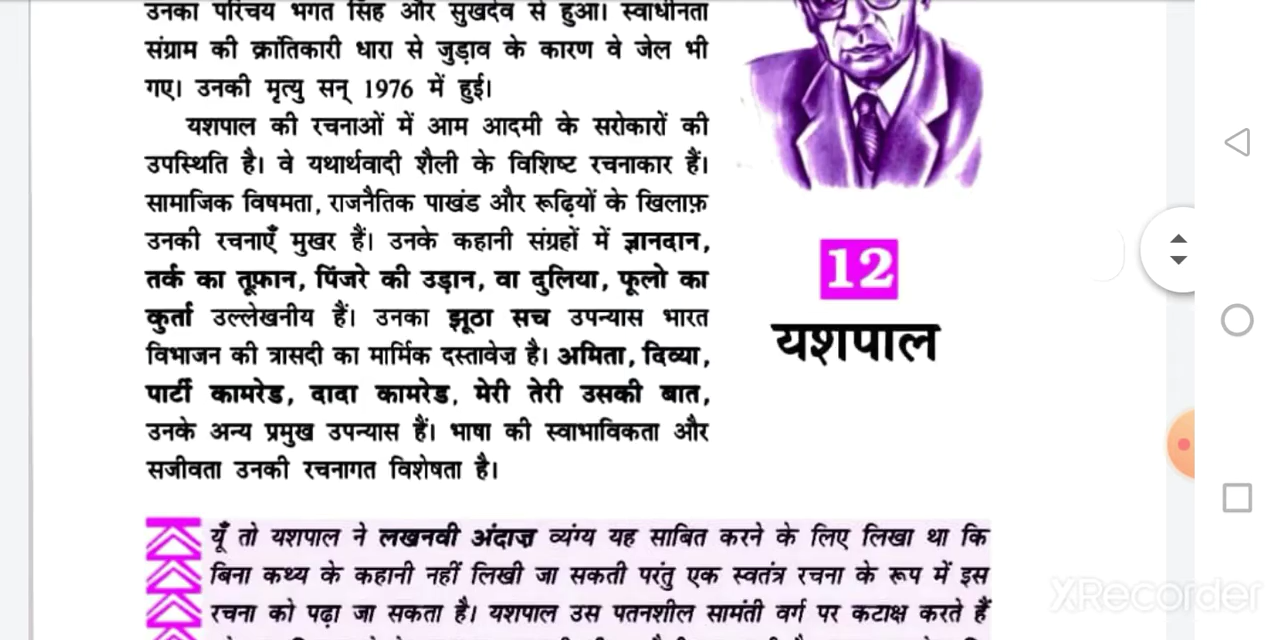 उनका परिचय भगत सिंह और सुखदेव से हुआ। स्वाधीनता
संग्राम की क्रांतिकारी धारा से जुड़ाव के कारण वे जेल भी
गए। उनकी मृत्यु सन् 1976 में हुई।
यशपाल की रचनाओं में आम आदमी के सरोकारों की
उपस्थिति है। वे यथार्थवादी शैली के विशिष्ट रचनाकार हैं।
सामाजिक विषमता, राजनैतिक पाखंड और रूढ़ियों के खिलाफ़
उनकी रचनाएँ मुखर हैं। उनके कहानी संग्रहों में ज्ञानदान,
तर्क का तूफ़ान, पिंजरे की उड़ान, वा दुलिया, फूलो का
कुर्ता उल्लेखनीय हैं। उनका झूठा सच उपन्यास भारत
विभाजन की त्रासदी का मार्मिक दस्तावेज़ है। अमिता, दिव्या,
पार्टी कामरेड, दादा कामरेड, मेरी तेरी उसकी बात,
उनके अन्य प्रमुख उपन्यास हैं। भाषा की स्वाभाविकता और
सजीवता उनकी रचनागत विशेषता है।
12
यशपाल
यूँ तो यशपाल ने लखनवी अंदाज़ व्यंग्य यह साबित करने के लिए लिखा था कि
बिना कथ्य के कहानी नहीं लिखी जा सकती परंतु एक स्वतंत्र रचना के रूप में इस
रचना को पढ़ा जा सकता है। यशपाल उस पतनशील सामंती वर्ग पर कटाक्ष करते हैं
XRecorder